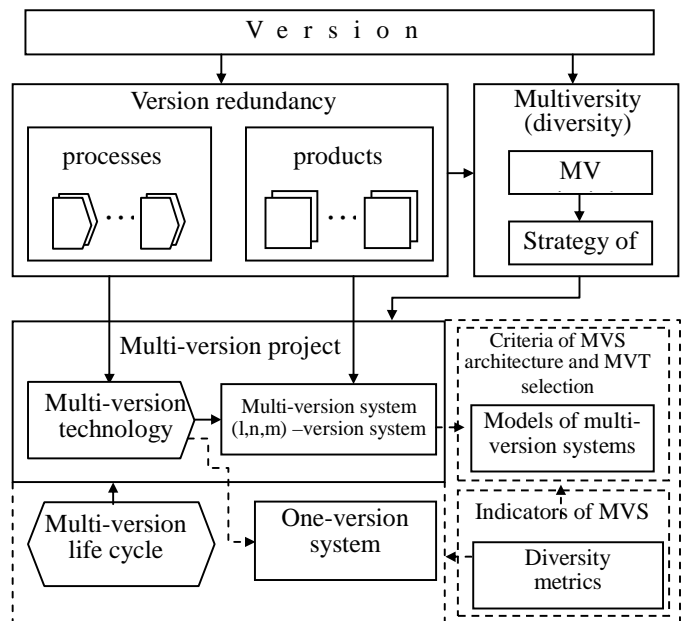 V e r s i o n
Version redundancy
processes
...
products
...
Multiversity
(diversity)
MV
Strategy of
Multi-version project
Multi-version
technology
Multi-version system
(l,n,m) –version system
Criteria of MVS
architecture and MVT
selection
Models of multi-
version systems
Multi-version
life cycle
One-version
system
Indicators of MVS
Diversity
metrics